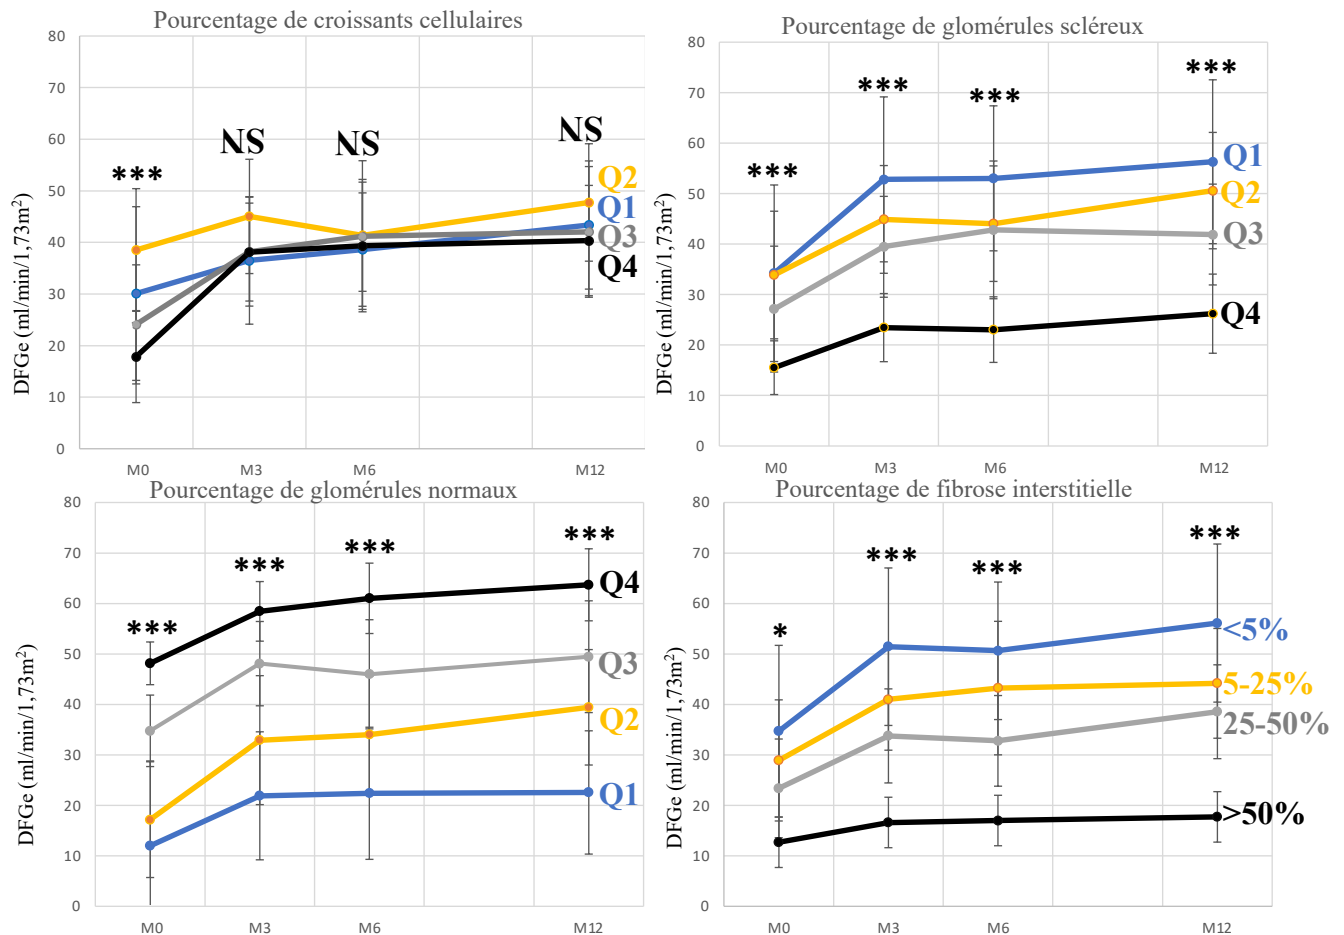 Pourcentage de croissants cellulaires
80
70
60
50
40
30
20
10
0
DFGe (ml/min/1,73m²)
***
NS
NS
NS
Q2
Q1
Q3
Q4
M0
M3
M6
M12
Pourcentage de glomérules scléreux
80
70
60
50
40
30
20
10
0
DFGe (ml/min/1,73m²)
***
***
***
***
Q1
Q2
Q3
Q4
M0
M3
M6
M12
Pourcentage de glomérules normaux
80
70
60
50
40
30
20
10
0
DFGe (ml/min/1,73m²)
***
***
***
***
Q4
Q3
Q2
Q1
M0
M3
M6
M12
Pourcentage de fibrose interstitielle
80
70
60
50
40
30
20
10
0
DFGe (ml/min/1,73m²)
*
***
***
***
<5%
5-25%
25-50%
>50%
M0
M3
M6
M12